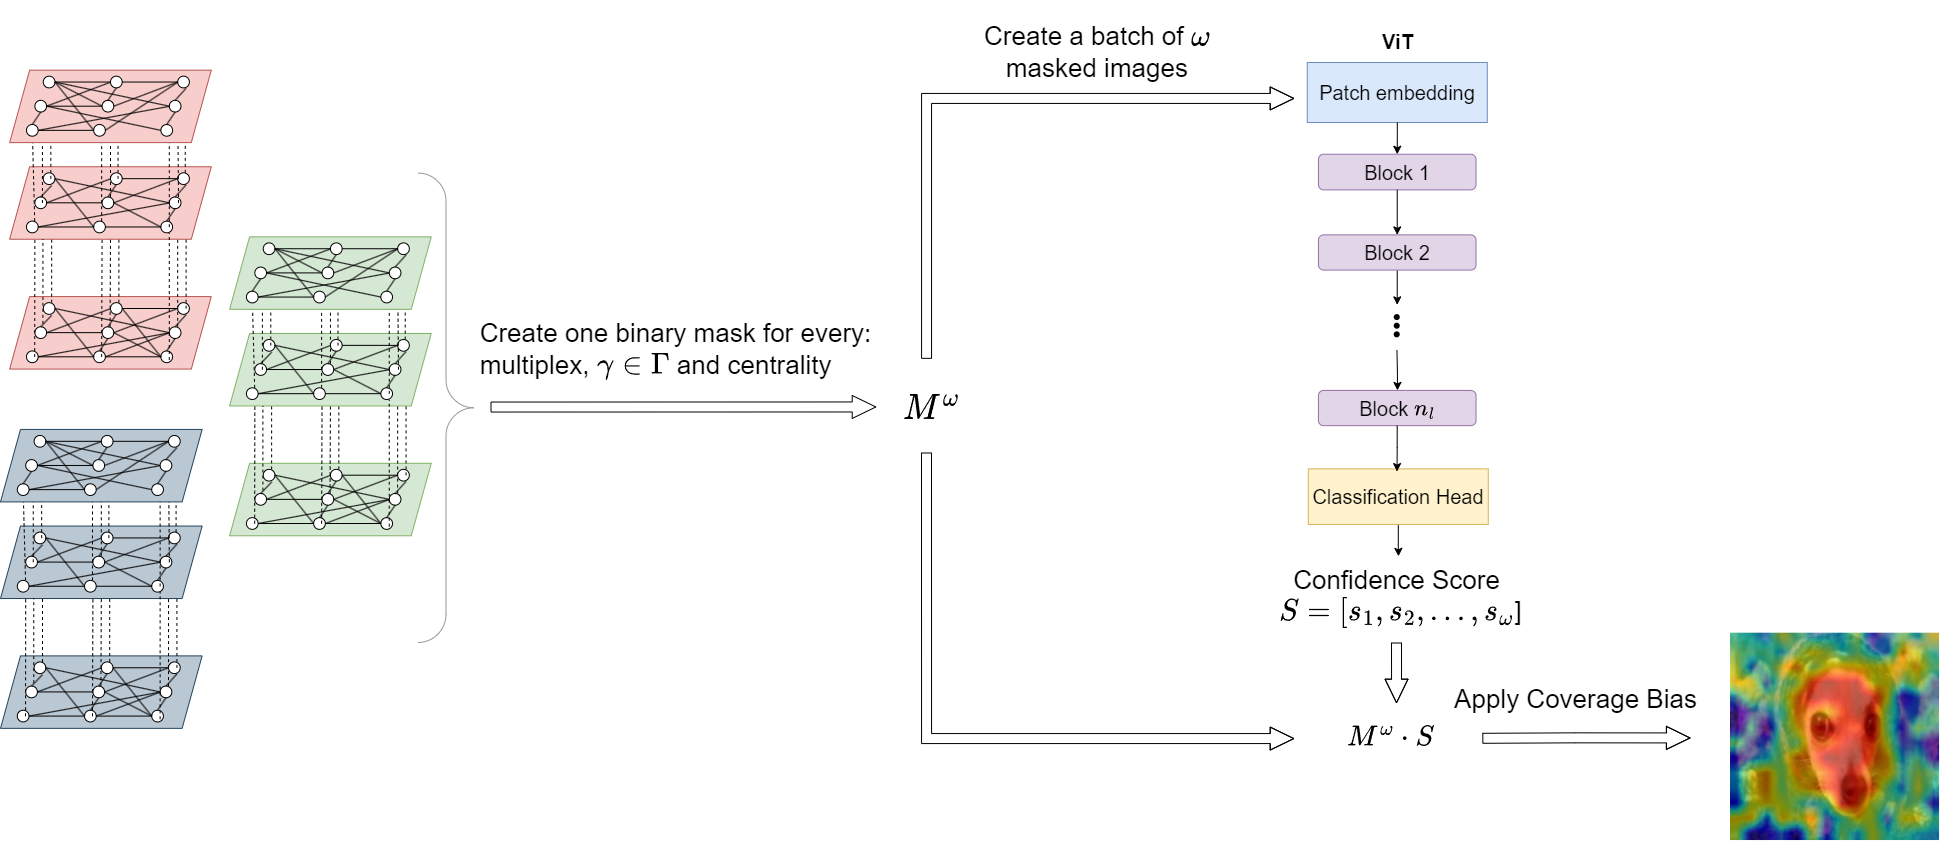 Create one binary mask for every:
multiplex, γ ∈ Γ and centrality
M^ω
Create a batch of ω
masked images
ViT
Patch embedding
Block 1
Block 2
Block n_l
Classification Head
Confidence Score
S = [s_1, s_2, . . . , s_ω]
M^ω · S
Apply Coverage Bias